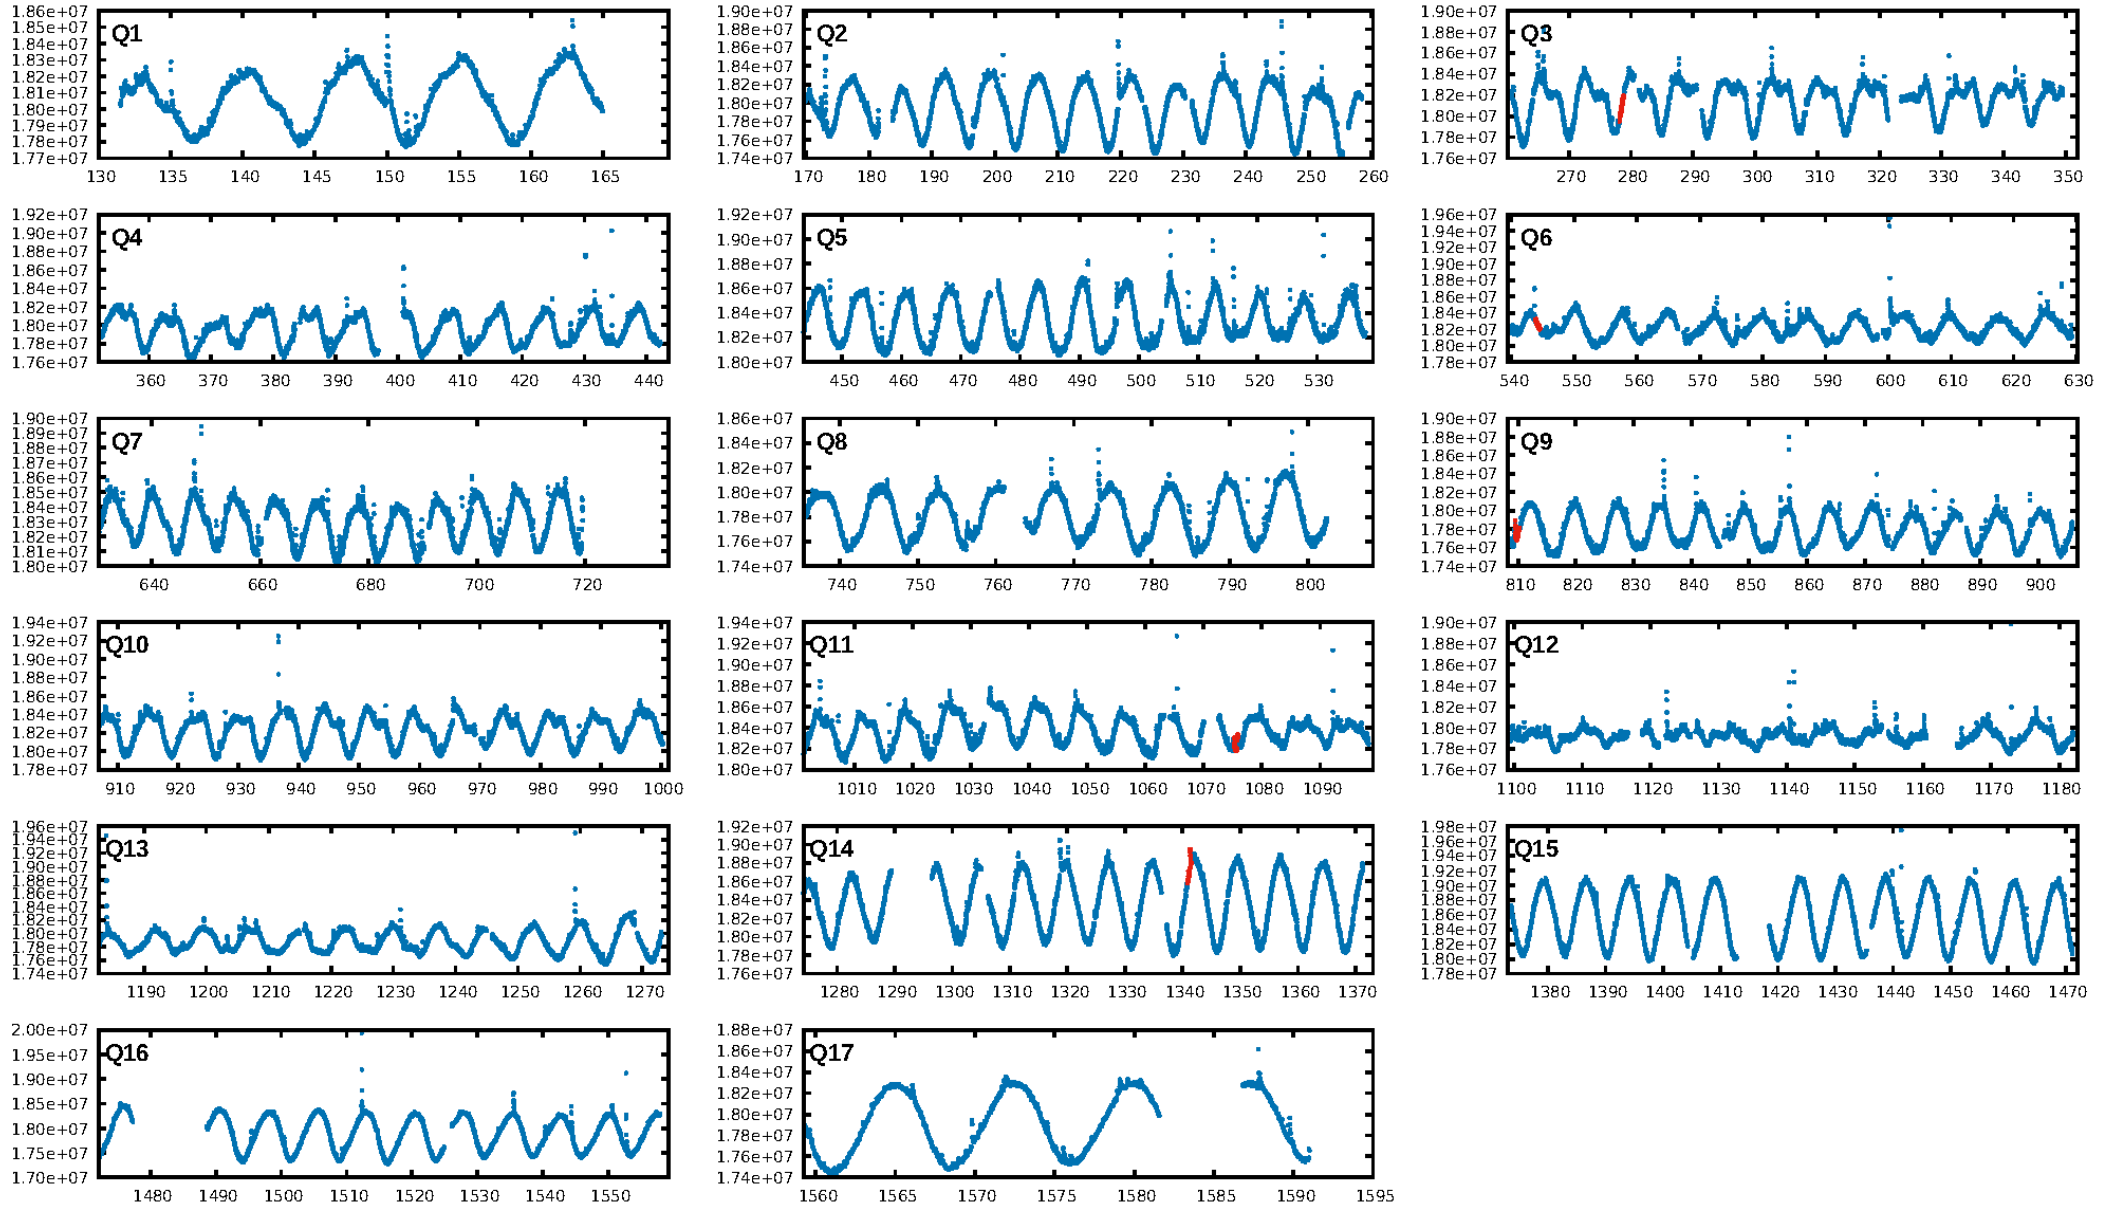 1.86e+07
1.85e+07
1.84e+07
1.83e+07
1.82e+07
1.81e+07
1.80e+07
1.79e+07
1.78e+07
1.77e+07
Q1
130 135 140 145 150 155 160 165
1.90e+07
1.88e+07
1.86e+07
1.84e+07
1.82e+07
1.80e+07
1.78e+07
1.76e+07
1.74e+07
Q2
170 180 190 200 210 220 230 240 250 260
1.90e+07
1.88e+07
1.86e+07
1.84e+07
1.82e+07
1.80e+07
1.78e+07
1.76e+07
Q3
270 280 290 300 310 320 330 340 350
1.92e+07
1.90e+07
1.88e+07
1.86e+07
1.84e+07
1.82e+07
1.80e+07
1.78e+07
1.76e+07
Q4
360 370 380 390 400 410 420 430 440
1.92e+07
1.90e+07
1.88e+07
1.86e+07
1.84e+07
1.82e+07
1.80e+07
Q5
450 460 470 480 490 500 510 520 530
1.96e+07
1.94e+07
1.92e+07
1.90e+07
1.88e+07
1.86e+07
1.84e+07
1.82e+07
1.80e+07
1.78e+07
Q6
540 550 560 570 580 590 600 610 620 630
1.90e+07
1.89e+07
1.88e+07
1.87e+07
1.86e+07
1.85e+07
1.84e+07
1.83e+07
1.82e+07
1.81e+07
1.80e+07
Q7
640 660 680 700 720
1.86e+07
1.84e+07
1.82e+07
1.80e+07
1.78e+07
1.76e+07
1.74e+07
Q8
740 750 760 770 780 790 800
1.90e+07
1.88e+07
1.86e+07
1.84e+07
1.82e+07
1.80e+07
1.78e+07
1.76e+07
1.74e+07
Q9
810 820 830 840 850 860 870 880 890 900
1.94e+07
1.92e+07
1.90e+07
1.88e+07
1.86e+07
1.84e+07
1.82e+07
1.80e+07
1.78e+07
Q10
910 920 930 940 950 960 970 980 990 1000
1.94e+07
1.92e+07
1.90e+07
1.88e+07
1.86e+07
1.84e+07
1.82e+07
1.80e+07
Q11
1010 1020 1030 1040 1050 1060 1070 1080 1090
1.90e+07
1.88e+07
1.86e+07
1.84e+07
1.82e+07
1.80e+07
1.78e+07
1.76e+07
Q12
1100 1110 1120 1130 1140 1150 1160 1170 1180
1.96e+07
1.94e+07
1.92e+07
1.90e+07
1.88e+07
1.86e+07
1.84e+07
1.82e+07
1.80e+07
1.78e+07
1.76e+07
1.74e+07
Q13
1190 1200 1210 1220 1230 1240 1250 1260 1270
1.92e+07
1.90e+07
1.88e+07
1.86e+07
1.84e+07
1.82e+07
1.80e+07
1.78e+07
1.76e+07
Q14
1280 1290 1300 1310 1320 1330 1340 1350 1360 1370
1.98e+07
1.96e+07
1.94e+07
1.92e+07
1.90e+07
1.88e+07
1.86e+07
1.84e+07
1.82e+07
1.80e+07
1.78e+07
Q15
1380 1390 1400 1410 1420 1430 1440 1450 1460 1470
2.00e+07
1.95e+07
1.90e+07
1.85e+07
1.80e+07
1.75e+07
1.70e+07
Q16
1480 1490 1500 1510 1520 1530 1540 1550
1.88e+07
1.86e+07
1.84e+07
1.82e+07
1.80e+07
1.78e+07
1.76e+07
1.74e+07
Q17
1560 1565 1570 1575 1580 1585 1590 1595